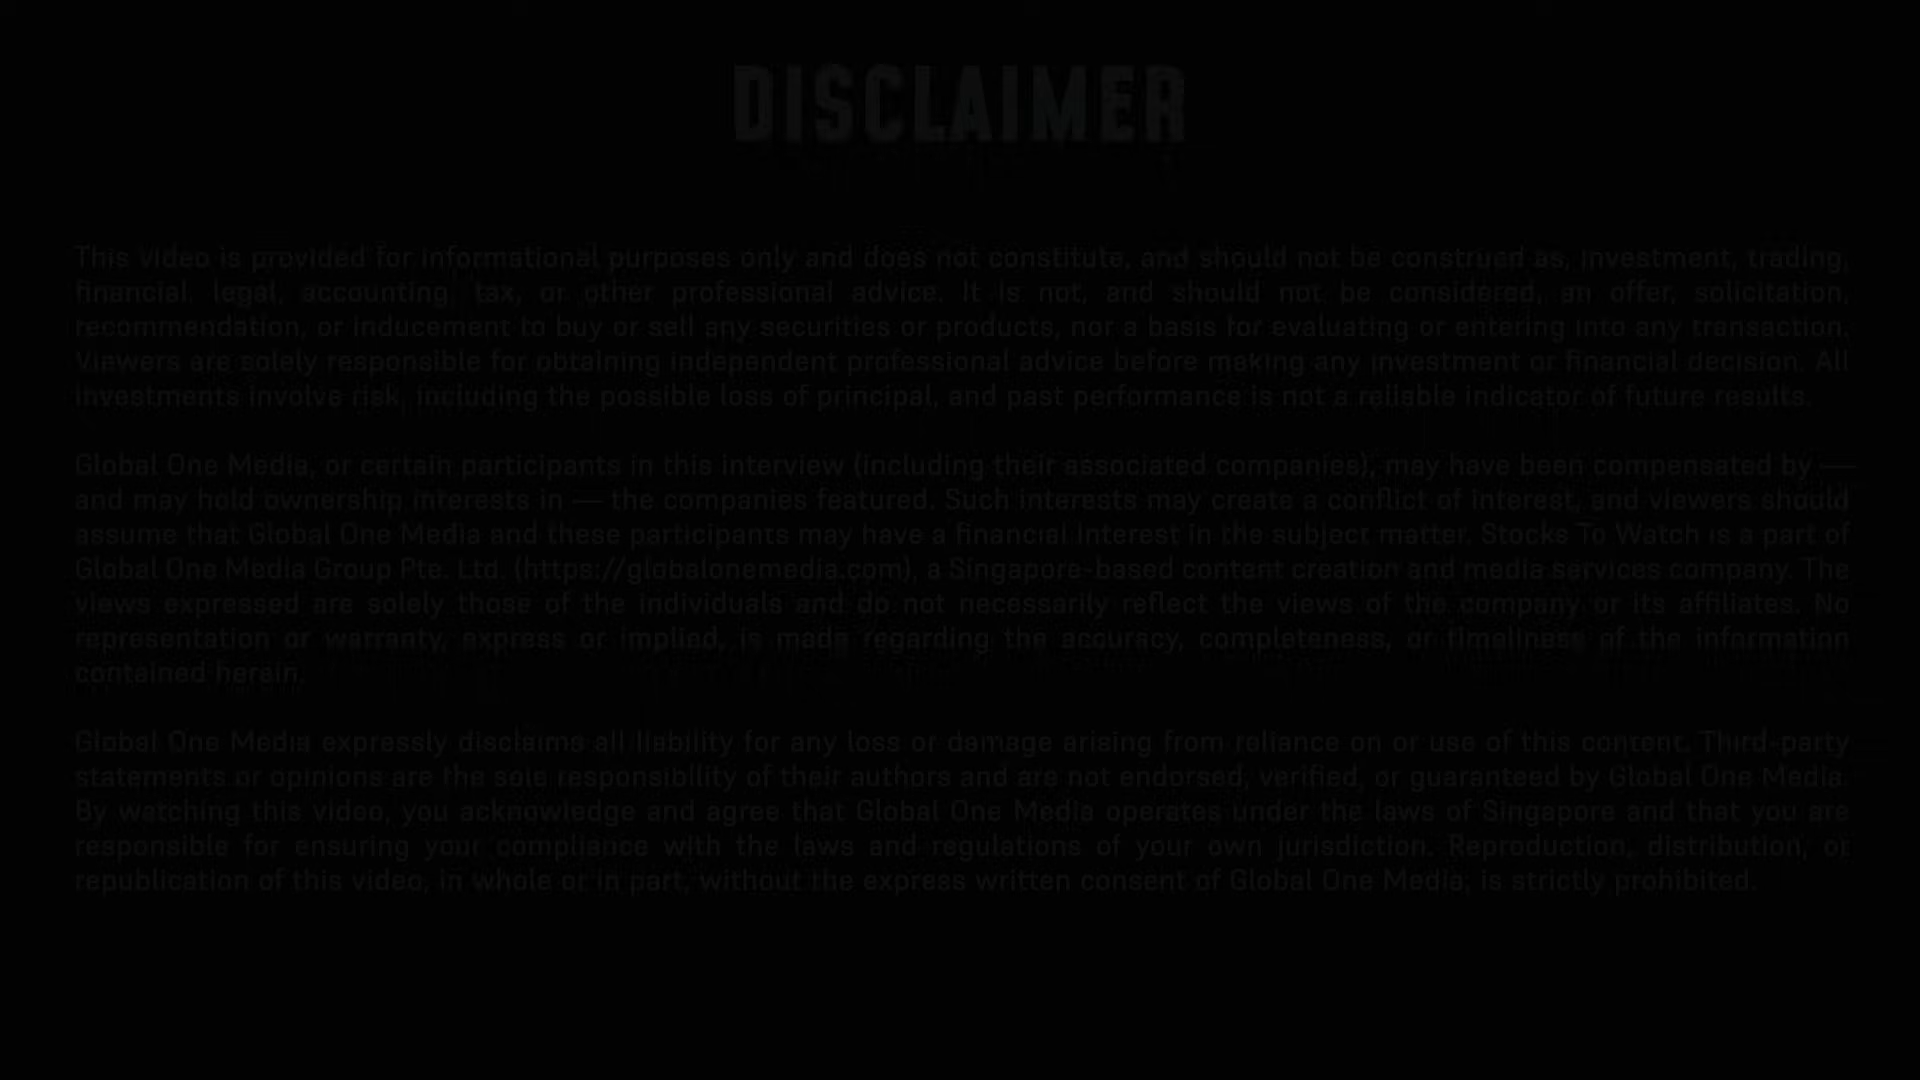 DISCLAIMER
This Video is provided for informational purposes only and does not constitute, and should not be construed as, investment, trading,
financial, legal, accounting, tax, or other professional advice. It is not, and should not be considered, an offer, solicitation,
recommendation, or inducement to buy or sell any securities or products, nor a basis for evaluating or entering into any transaction.
Viewers are solely responsible for obtaining independent professional advice before making any investment or financial decision. All
investments involve risk, including the possible loss of principal, and past performance is not a reliable indicator of future results.
Global One Media, or certain participants in this interview (including their associated companies), may have been compensated by —
and may hold ownership interests in — the companies featured. Such interests may create a conflict of interest, and viewers should
assume that Global One Media and these participants may have a financial interest in the subject matter. Stocks To Watch is a part of
Global One Media Group Pte. Ltd. (https://globalonemedia.com), a Singapore-based content creation and media services company. The
views expressed are solely those of the individuals and do not necessarily reflect the views of the company or its affiliates. No
representation or warranty, express or implied, is made regarding the accuracy, completeness, or timeliness of the information
contained herein.
Global One Media expressly disclaims all liability for any loss or damage arising from reliance on or use of this content. Third-party
statements or opinions are the sole responsibility of their authors and are not endorsed, verified, or guaranteed by Global One Media.
By watching this video, you acknowledge and agree that Global One Media operates under the laws of Singapore and that you are
responsible for ensuring your compliance with the laws and regulations of your own jurisdiction. Reproduction, distribution, or
republication of this video, in whole or in part, without the express written consent of Global One Media, is strictly prohibited.